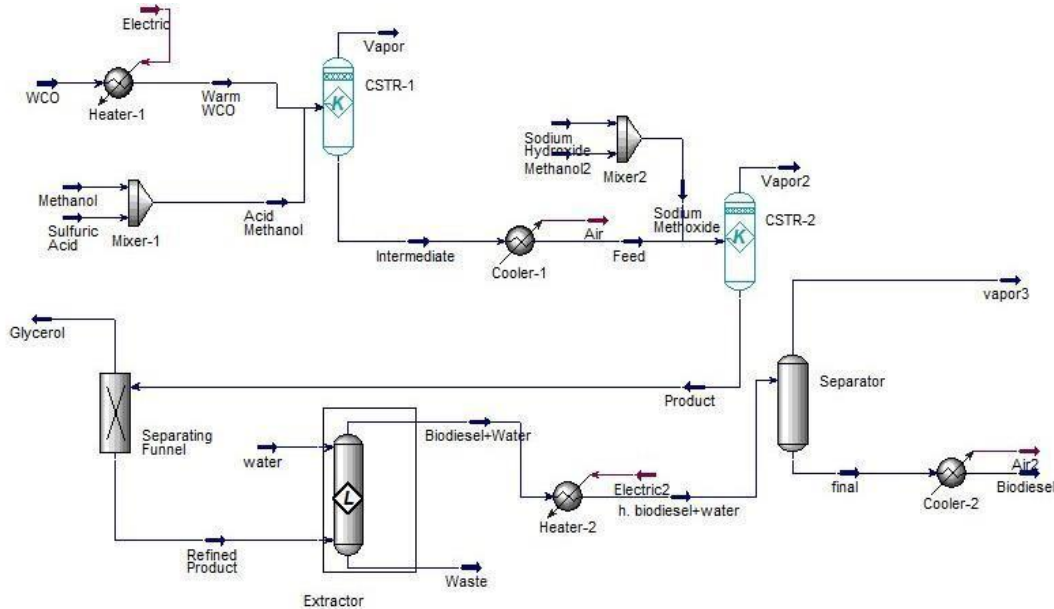 Electric
Vapor
CSTR-1
K
WCO
Heater-1
Warm
WCO
Methanol
Sulfuric
Acid
Mixer-1
Acid
Methanol
Sodium
Hydroxide
Methanol2
Mixer2
Vapor2
CSTR-2
K
Sodium
Methoxide
Intermediate
Cooler-1
Air
Feed
vapor3
Glycerol
Separating
Funnel
Product
Separator
water
L
Biodiesel+Water
Heater-2
Electric2
h. biodiesel+water
final
Cooler-2
Air2
Biodiesel
Refined
Product
Waste
Extractor